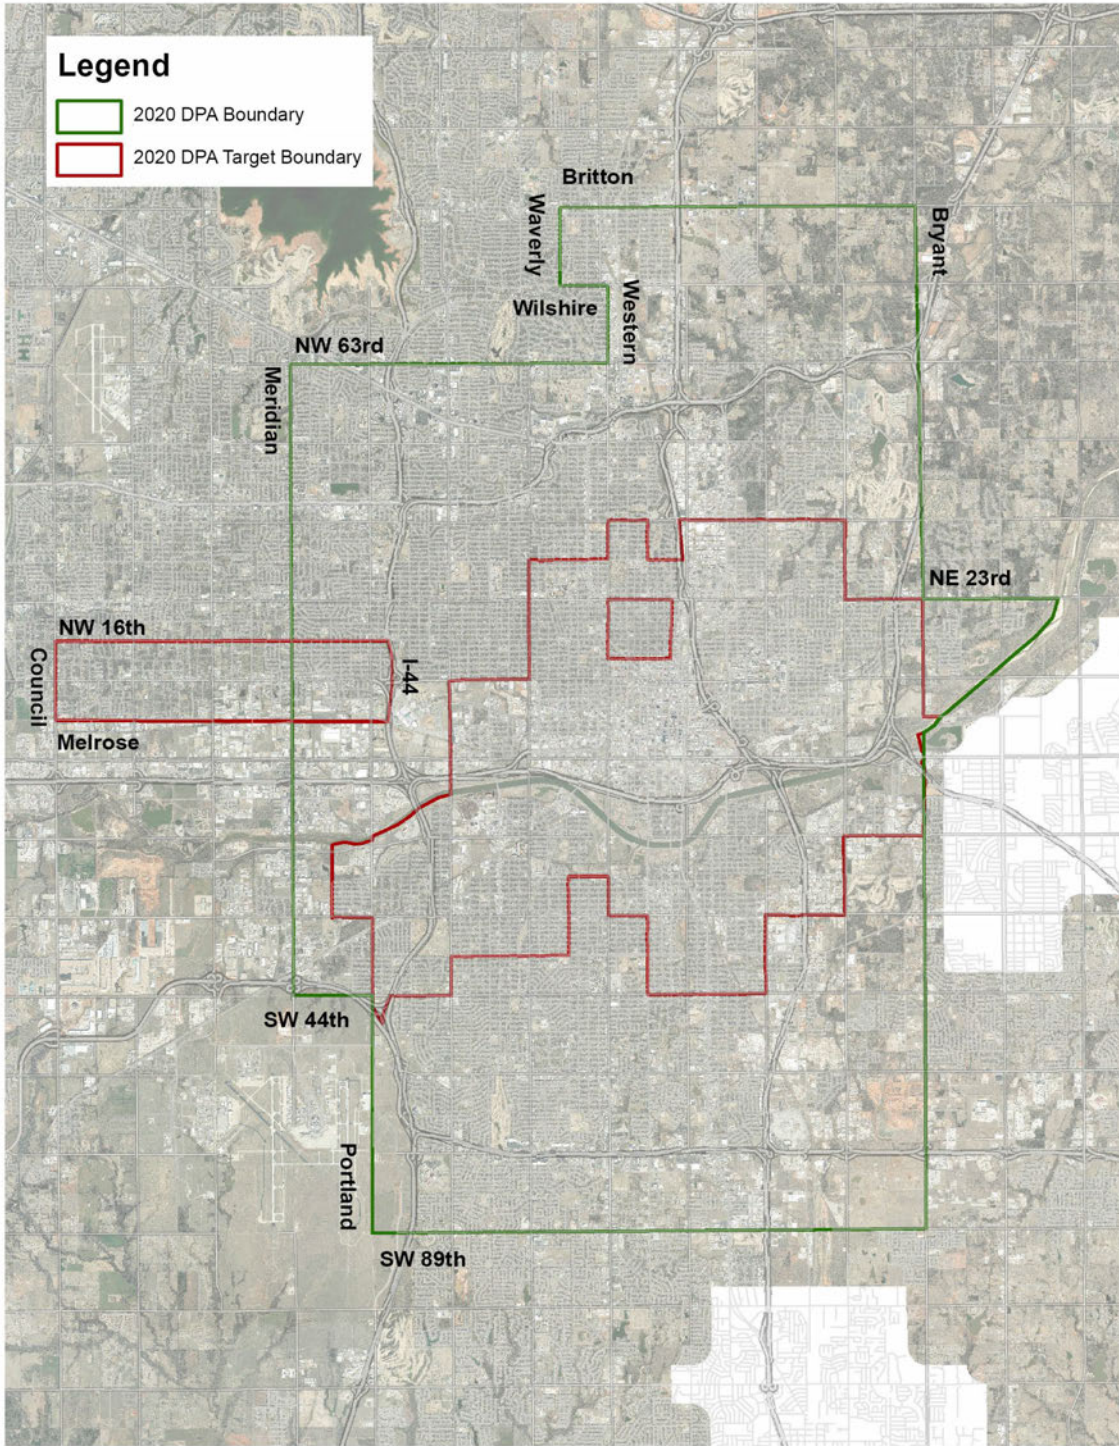 Legend
2020 DPA Boundary
2020 DPA Target Boundary
Britton
Waverly
Bryant
Western
Wilshire
NW 63rd
Meridian
NE 23rd
NW 16th
Council
I-44
Melrose
SW 44th
Portland
SW 89th